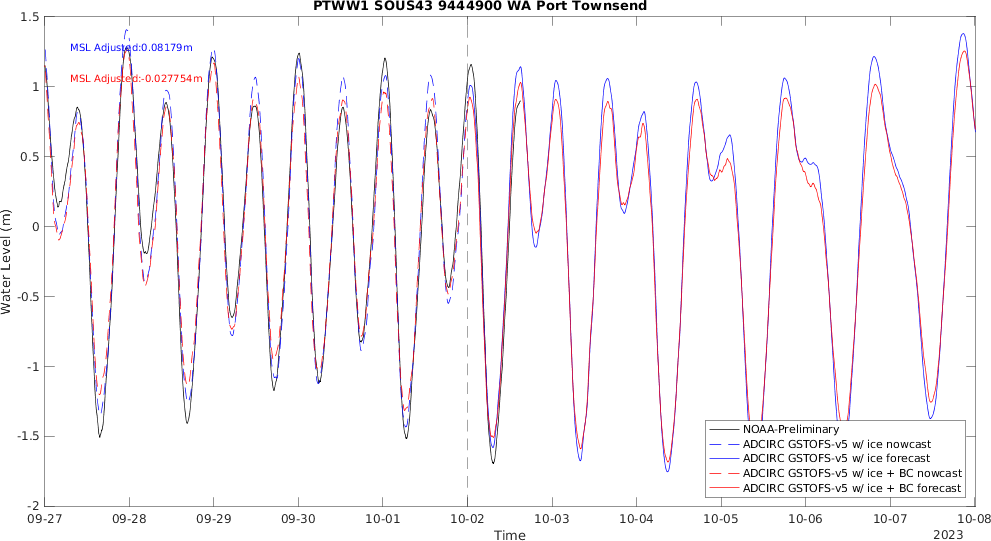 PTWW1 SOUS43 9444900 WA Port Townsend
1.5
MSL Adjusted:0.08179m
MSL Adjusted:-0.027754m
1
0.5
0
-0.5
-1
-1.5
-2
Water Level (m)
NOAA-Preliminary
ADCIRC GSTOFS-v5 w/ ice nowcast
ADCIRC GSTOFS-v5 w/ ice forecast
ADCIRC GSTOFS-v5 w/ ice + BC nowcast
ADCIRC GSTOFS-v5 w/ ice + BC forecast
09-27 09-28 09-29 09-30 10-01 10-02 10-03 10-04 10-05 10-06 10-07 10-08
Time
2023